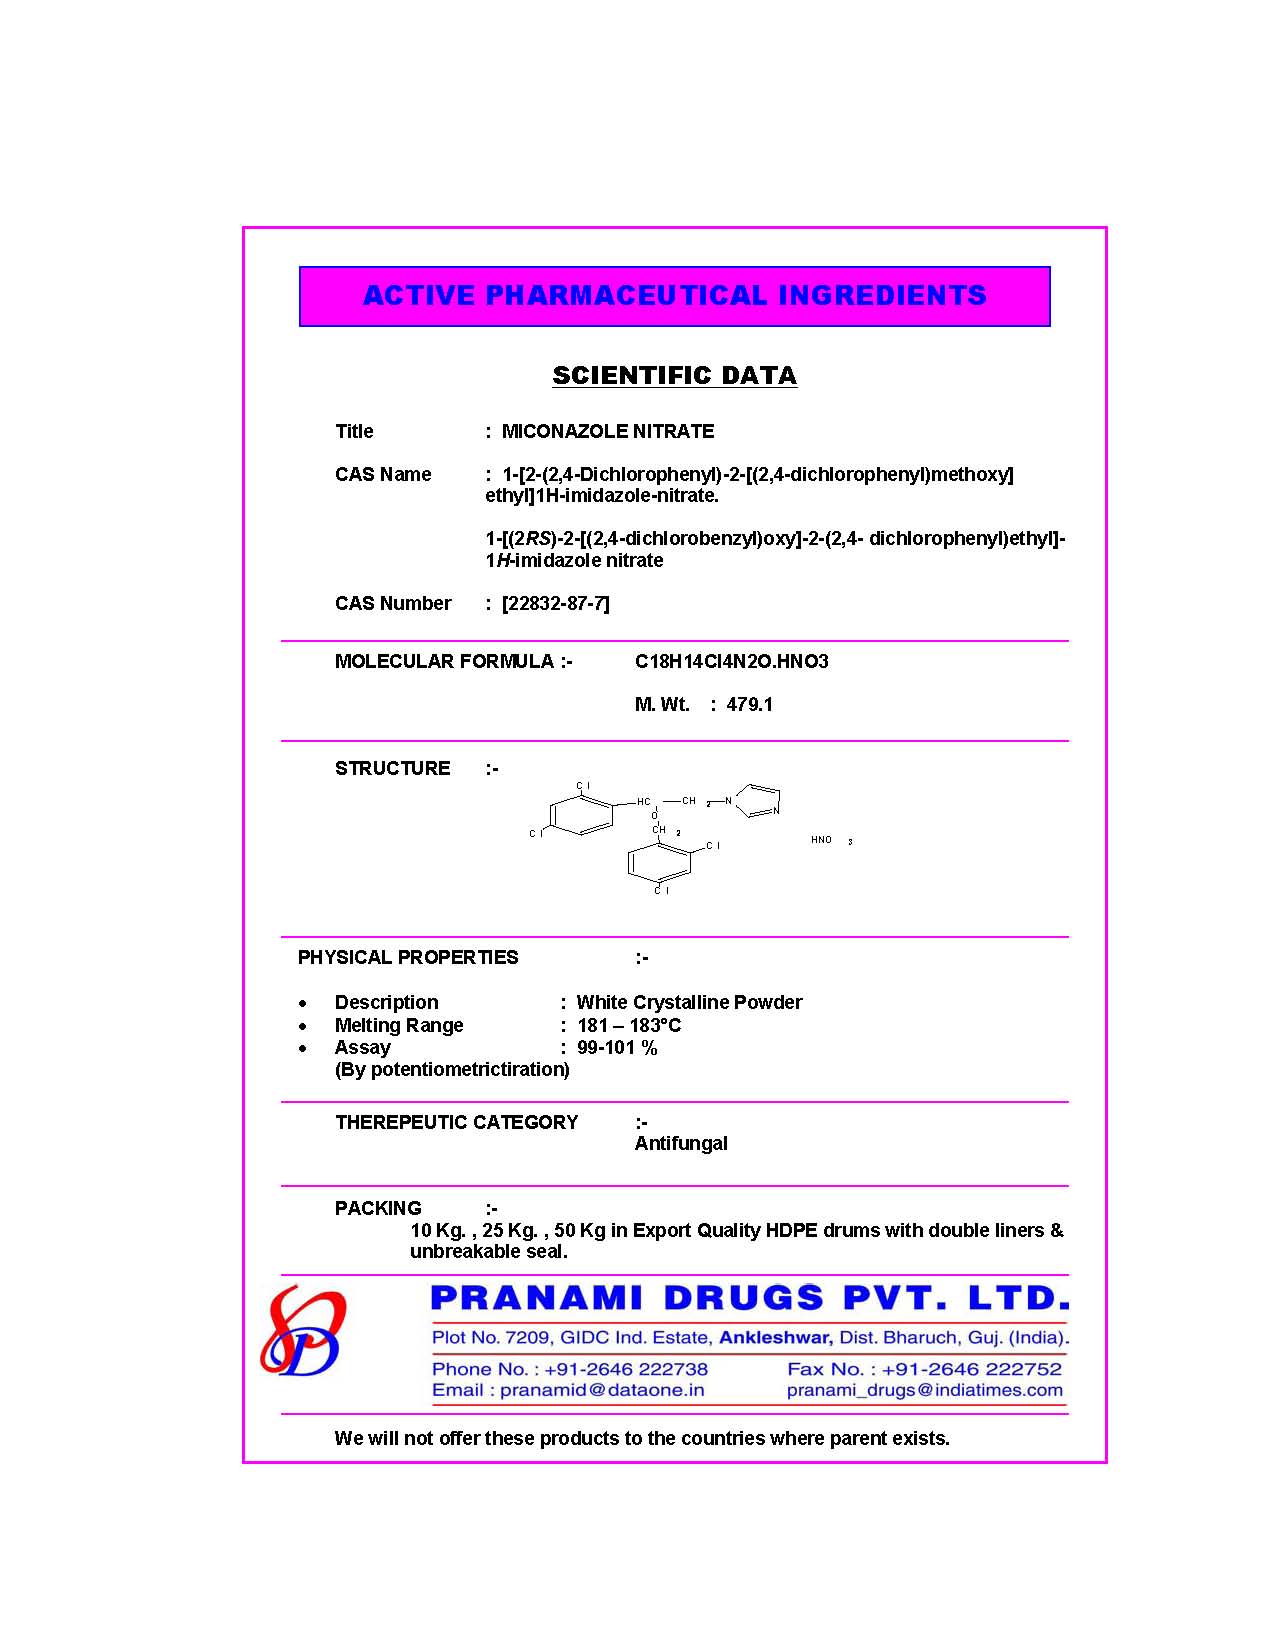 ACTIVE PHARMACEUTICAL INGREDIENTS
SCIENTIFIC DATA
Title : MICONAZOLE NITRATE
CAS Name : 1-[2-(2,4-Dichlorophenyl)-2-[(2,4-dichlorophenyl)methoxy]
ethyl]1H-imidazole-nitrate.
1-[(2RS)-2-[(2,4-dichlorobenzyl)oxy]-2-(2,4- dichlorophenyl)ethyl]-
1H-imidazole nitrate
CAS Number : [22832-87-7]
MOLECULAR FORMULA :- C18H14Cl4N2O.HNO3
M. Wt. : 479.1
STRUCTURE :-
Cl
HC CH 2 N
N
O
Cl CH 2
Cl HNO 3
Cl
PHYSICAL PROPERTIES :-
• Description : White Crystalline Powder
• Melting Range : 181 – 183°C
• Assay : 99-101 %
(By potentiometrictiration)
THEREPEUTIC CATEGORY :-
Antifungal
PACKING :-
10 Kg. , 25 Kg. , 50 Kg in Export Quality HDPE drums with double liners &
unbreakable seal.
PRANAMI DRUGS PVT. LTD.
Plot No. 7209, GIDC Ind. Estate, Ankleshwar, Dist. Bharuch, Guj. (India).
Phone No. : +91-2646 222738 Fax No. : +91-2646 222752
Email : pranamid@dataone.in pranami_drugs@indiatimes.com
We will not offer these products to the countries where parent exists.